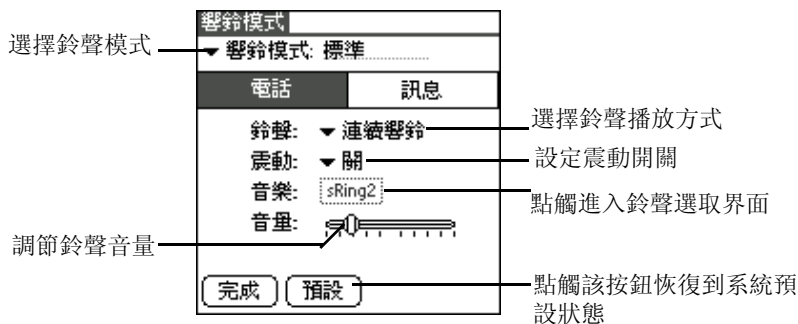 響鈴模式
選擇鈴聲模式
響鈴模式: 標準
電話 訊息
鈴聲: 連續響鈴
選擇鈴聲播放方式
震動: 關
設定震動開關
音樂: sRing2
點觸進入鈴聲選取界面
音量:
調節鈴聲音量
完成 預設
點觸該按鈕恢復到系統預
設狀態